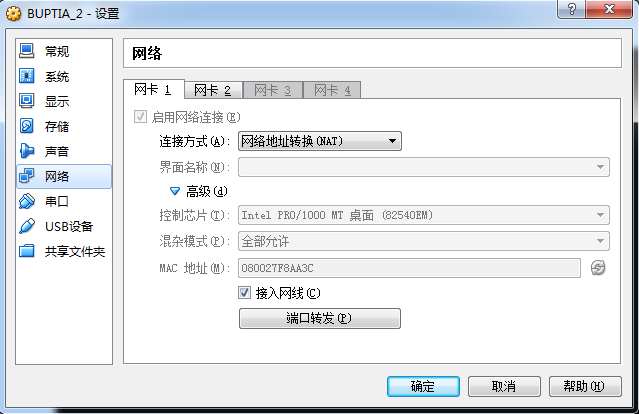 BUPTIA_2 - 设置
常规
系统
显示
存储
声音
网络
串口
USB设备
共享文件夹
网络
网卡 1 网卡 2 网卡 3 网卡 4
启用网络连接(E)
连接方式(A): 网络地址转换(NAT)
界面名称(N):
高级(d)
控制芯片(T): Intel PRO/1000 MT 桌面 (82540EM)
混杂模式(P): 全部允许
MAC 地址(M): 080027F8AA3C
接入网线(C)
端口转发(P)
确定 取消 帮助(H)